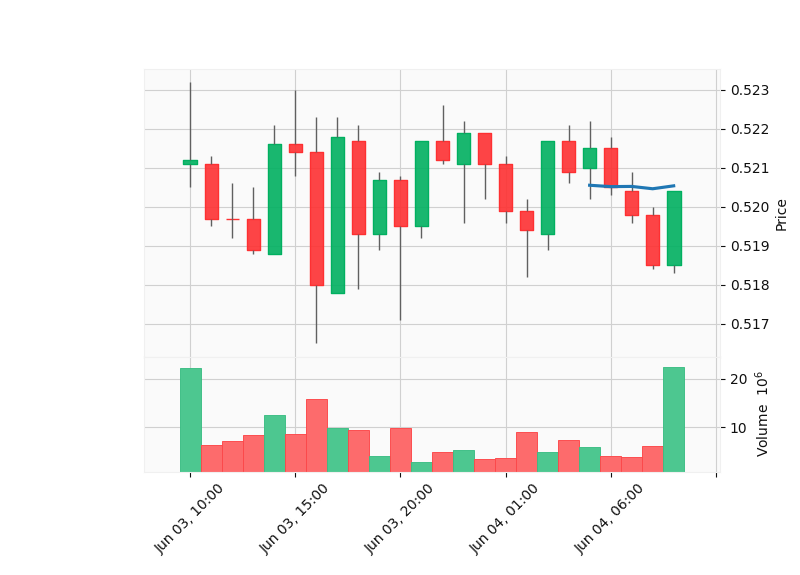 0.523
0.522
0.521
0.520
0.519
0.518
0.517
Price
20
10
Volume 10⁶
Jun 03, 10:00
Jun 03, 15:00
Jun 03, 20:00
Jun 04, 01:00
Jun 04, 06:00